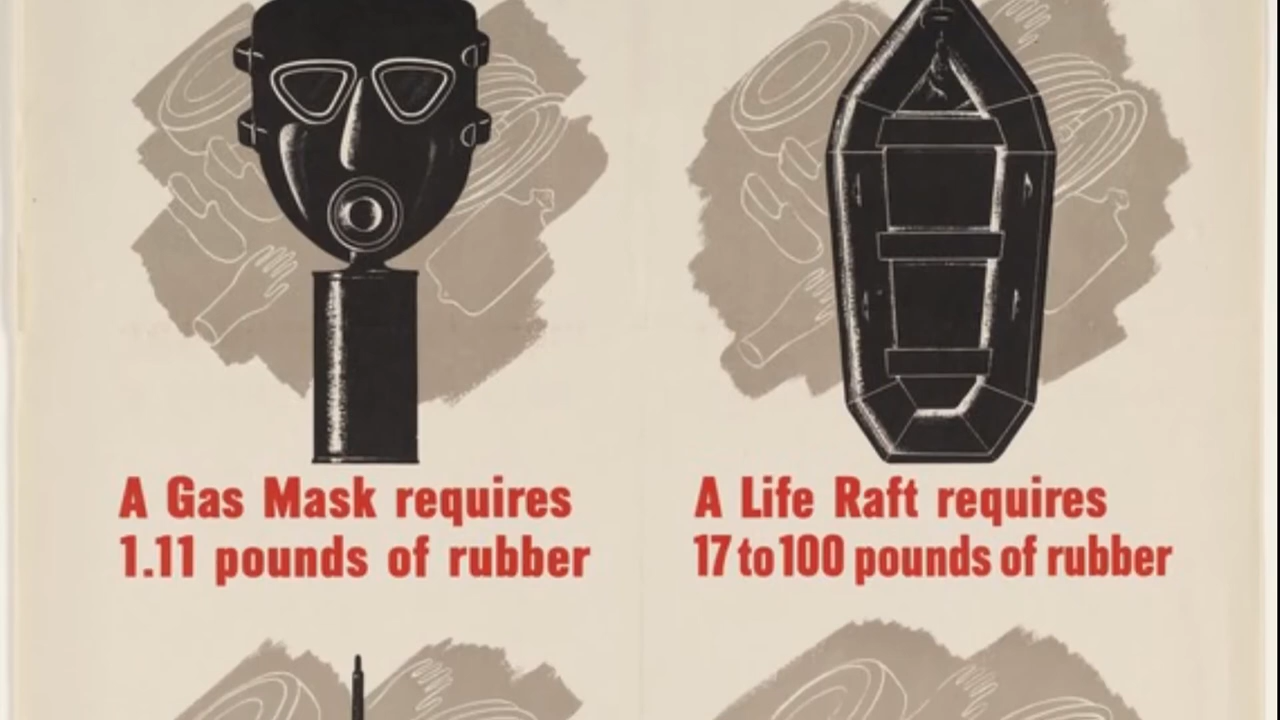 A Gas Mask requires
1.11 pounds of rubber
A Life Raft requires
17 to 100 pounds of rubber